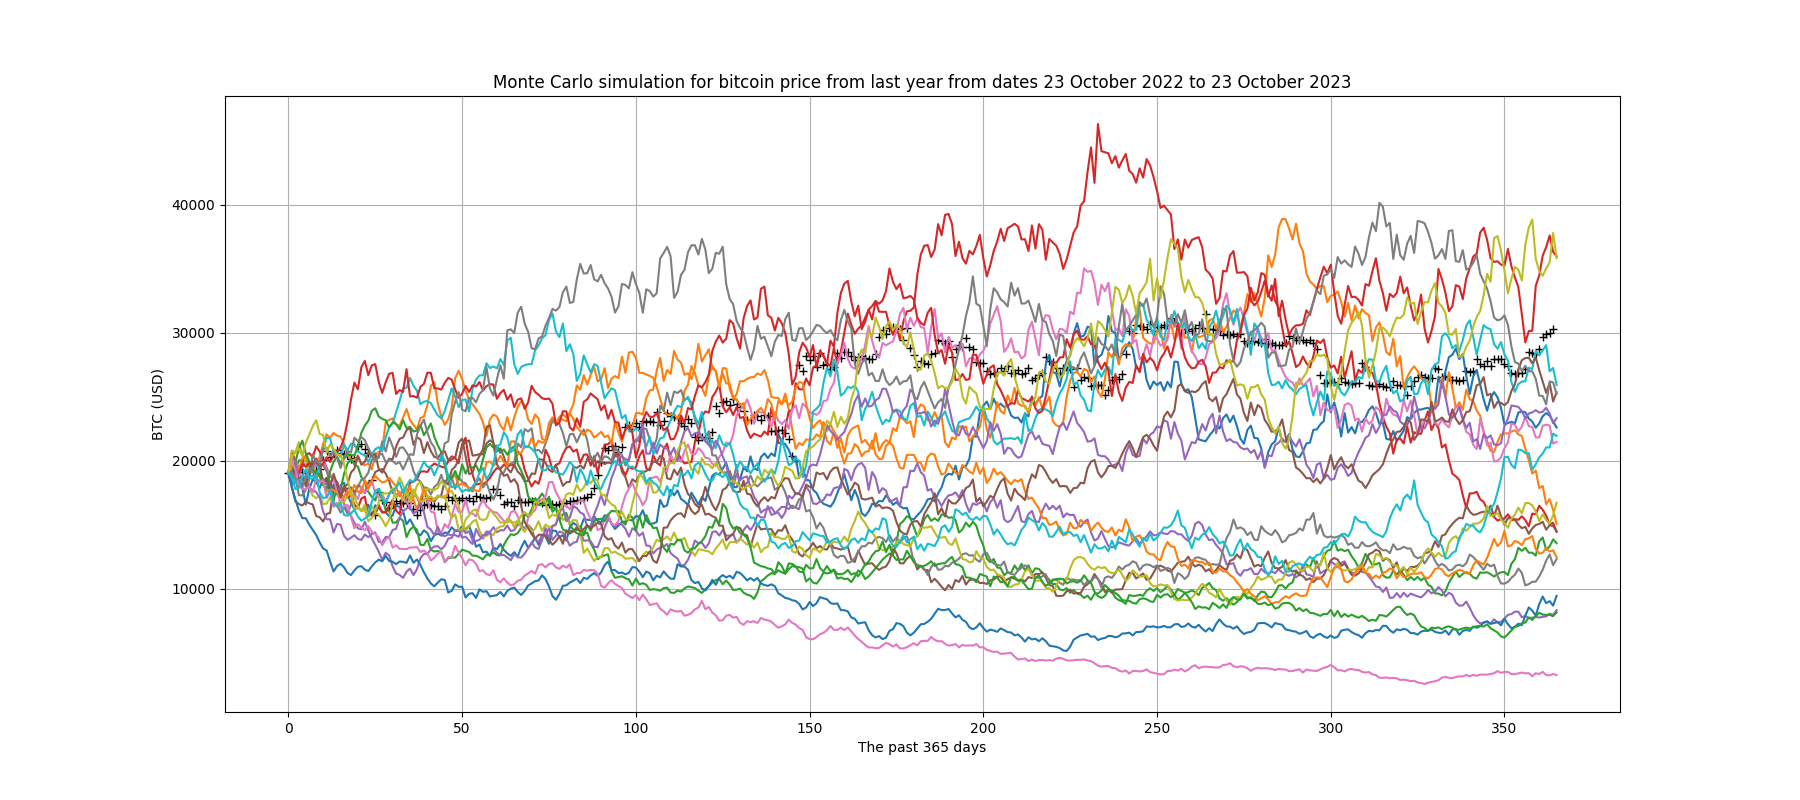 Monte Carlo simulation for bitcoin price from last year from dates 23 October 2022 to 23 October 2023
BTC (USD)
40000
30000
20000
10000
0 50 100 150 200 250 300 350
The past 365 days